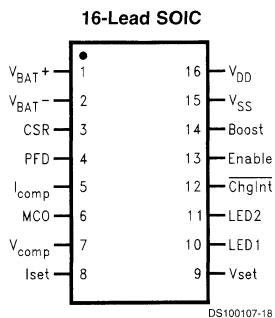 16-Lead SOIC
VBAT+ 1 16 VDD
VBAT- 2 15 VSS
CSR 3 14 Boost
PFD 4 13 Enable
Icomp 5 12 ChgInt
MCO 6 11 LED2
Vcomp 7 10 LED1
Iset 8 9 Vset
DS100107-18